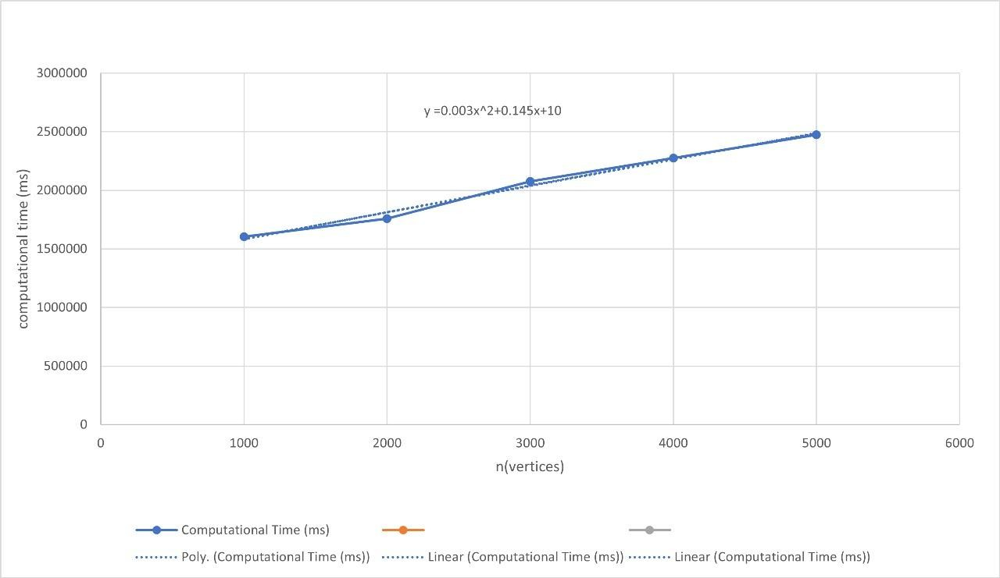 3000000
y =0.003x^2+0.145x+10
2500000
2000000
computational time (ms)
1500000
1000000
500000
0
0 1000 2000 3000 4000 5000 6000
n(vertices)
Computational Time (ms)
Poly. (Computational Time (ms)) Linear (Computational Time (ms)) Linear (Computational Time (ms))